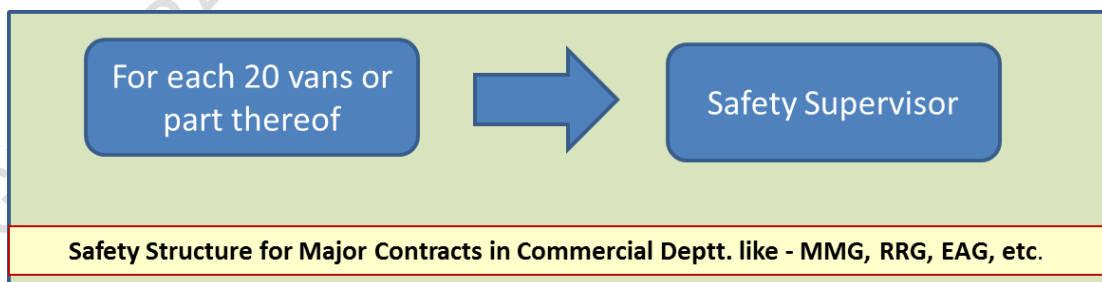 For each 20 vans or
part thereof
Safety Supervisor
Safety Structure for Major Contracts in Commercial Deptt. like - MMG, RRG, EAG, etc.